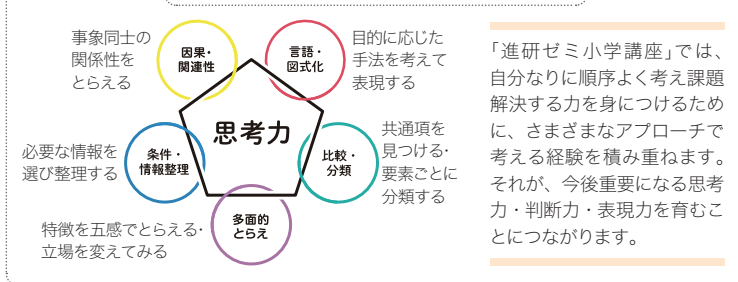 事象同士の
関係性を
とらえる
因果・
関連性
言語・
図式化
目的に応じた
手法を考えて
表現する
思考力
必要な情報を
選び整理する
条件・
情報整理
比較・
分類
共通項を
見つける・
要素ごとに
分類する
特徴を五感でとらえる・
立場を変えてみる
多面的
とらえ
「進研ゼミ小学講座」では、
自分なりに順序よく考え課題
解決する力を身につけるため
に、さまざまなアプローチで
考える経験を積み重ねます。
それが、今後重要になる思考
力・判断力・表現力を育むこ
とにつながります。